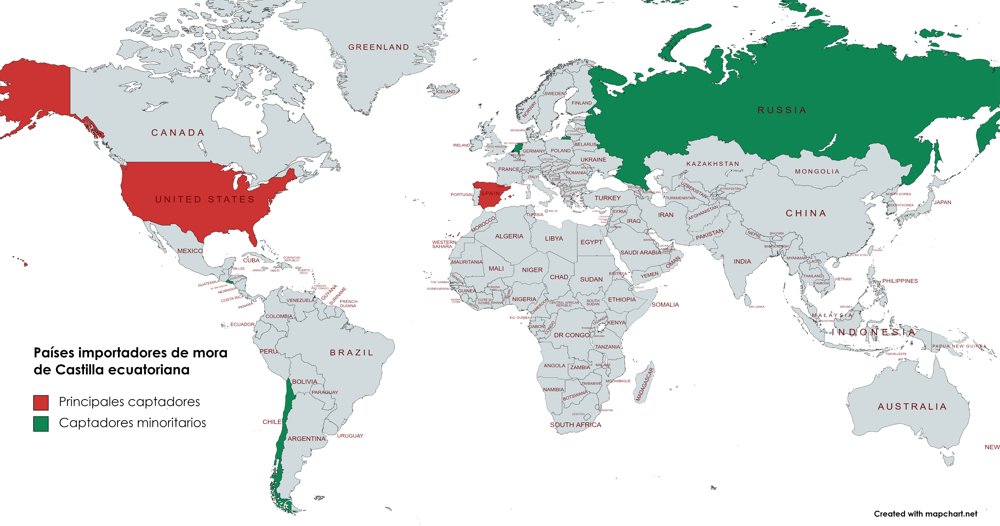 GREENLAND
ICELAND
SWEDEN
FINLAND
NORWAY
RUSSIA
CANADA
ESTONIA
LATVIA
LITHUANIA
DENMARK
IRELAND
UNITED KINGDOM
BELARUS
GERMANY
POLAND
BELGIUM
LUXEMBOURG
CZECHIA
SLOVAKIA
UKRAINE
KAZAKHSTAN
MONGOLIA
FRANCE
SWITZ.
AUSTRIA
HUNGARY
MOLDOVA
ROMANIA
ITALY
SERBIA
MONACO
BULGARIA
GEORGIA
AZERBAIJAN
UZBEKISTAN
KYRGYZSTAN
UNITED STATES
PORTUGAL
SPAIN
GREECE
TURKEY
TURKMENISTAN
TAJIKISTAN
NORTH KOREA
SOUTH KOREA
JAPAN
CHINA
TUNISIA
MALTA
CYPRUS
SYRIA
LEBANON
ISRAEL
IRAQ
IRAN
AFGHANISTAN
MOROCCO
JORDAN
ALGERIA
LIBYA
EGYPT
KUWAIT
PAKISTAN
NEPAL
BHUTAN
BAHRAIN
QATAR
UNITED ARAB
EMIRATES
WESTERN
SAHARA
BANGLADESH
TAIWAN
HONG KONG
MEXICO
CUBA
DOMINICAN
REPUBLIC
BELIZE
JAMAICA
HAITI
PUERTO
RICO
SAUDI ARABIA
OMAN
INDIA
MYANMAR
LAOS
MAURITANIA
MALI
NIGER
CHAD
SUDAN
ERITREA
YEMEN
THAILAND
VIETNAM
CAMBODIA
PHILIPPINES
GUATEMALA
HONDURAS
EL SALVADOR
NICARAGUA
COSTA RICA
PANAMA
TRINIDAD
AND TOBAGO
GUYANA
SURINAME
FRENCH
GUIANA
VENEZUELA
COLOMBIA
ECUADOR
THE GAMBIA
SENEGAL
GUINEA-BISSAU
GUINEA
SIERRA
LEONE
LIBERIA
COTE D'
IVOIRE
BURKINA
FASO
GHANA
TOGO
BENIN
NIGERIA
CAMEROON
CENTRAL AFRICAN
REPUBLIC
SOUTH
SUDAN
ETHIOPIA
DJIBOUTI
SOMALIA
SRI LANKA
BRUNEI
MALAYSIA
SINGAPORE
INDONESIA
PAPUA NEW GUINEA
TIMOR-LESTE
EQ. GUINEA
GABON
CONGO
DR CONGO
UGANDA
KENYA
RWANDA
BURUNDI
TANZANIA
PERU
BRAZIL
BOLIVIA
PARAGUAY
CHILE
ARGENTINA
URUGUAY
ANGOLA
ZAMBIA
MALAWI
MOZAMBIQUE
ZIMBABWE
NAMIBIA
BOTSWANA
MADAGASCAR
ESWATINI
LESOTHO
SOUTH AFRICA
AUSTRALIA
NEW
Países importadores de mora
de Castilla ecuatoriana
Principales captadores
Captadores minoritarios
Created with mapchart.net